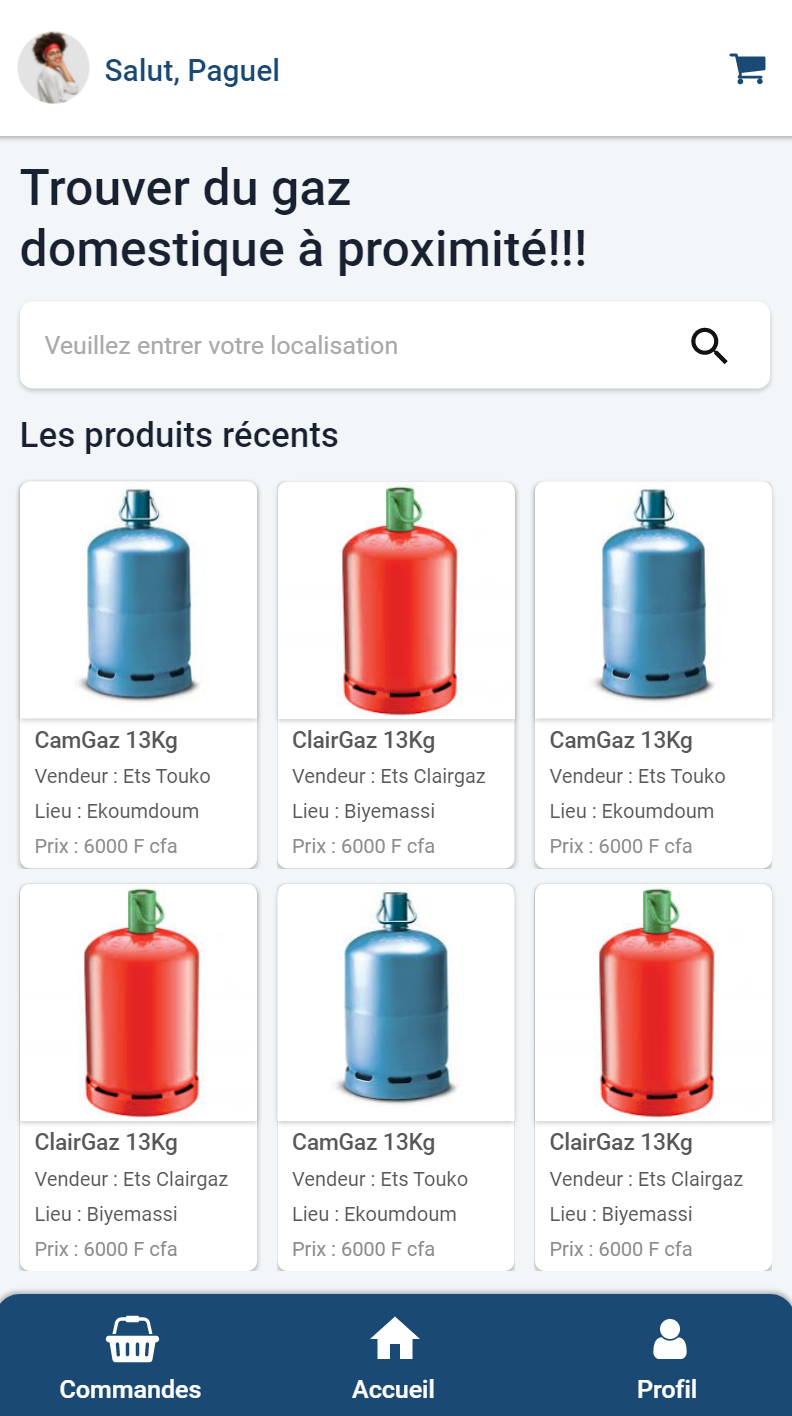 Salut, Paguel
Trouver du gaz
domestique à proximité!!!
Veuillez entrer votre localisation
Les produits récents
CamGaz 13Kg
Vendeur : Ets Touko
Lieu : Ekoumdoum
Prix : 6000 F cfa
ClairGaz 13Kg
Vendeur : Ets Clairgaz
Lieu : Biyemassi
Prix : 6000 F cfa
CamGaz 13Kg
Vendeur : Ets Touko
Lieu : Ekoumdoum
Prix : 6000 F cfa
ClairGaz 13Kg
Vendeur : Ets Clairgaz
Lieu : Biyemassi
Prix : 6000 F cfa
CamGaz 13Kg
Vendeur : Ets Touko
Lieu : Ekoumdoum
Prix : 6000 F cfa
ClairGaz 13Kg
Vendeur : Ets Clairgaz
Lieu : Biyemassi
Prix : 6000 F cfa
Commandes
Accueil
Profil